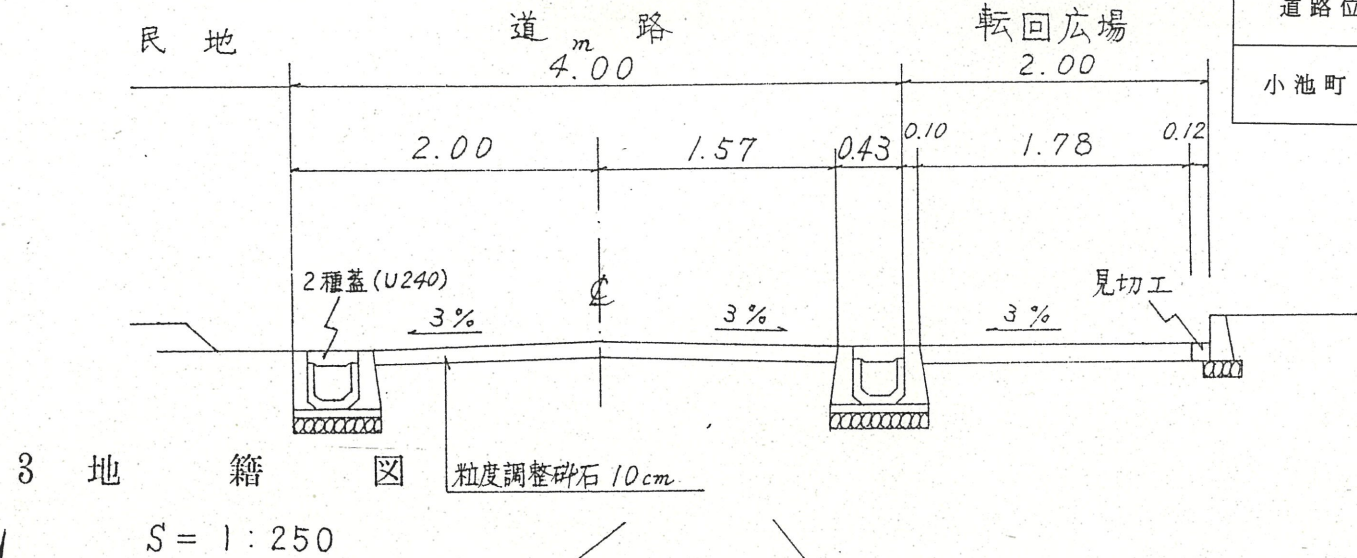 民 地
道 路
転回広場
道路位
m
4.00
2.00
小池町
2.00
1.57
0.43
0.10
1.78
0.12
2種蓋(U240)
℄
見切工
3%
3%
3%
粒度調整砕石 10cm
3 地 籍 図
S = 1:250